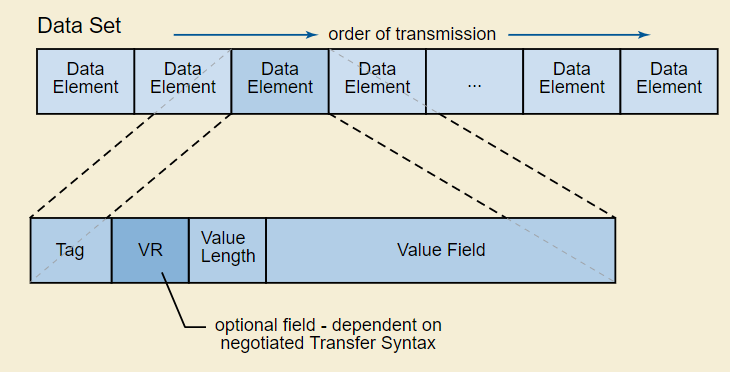 Data Set
order of transmission
Data
Element
Data
Element
Data
Element
Data
Element
...
Data
Element
Data
Element
Tag
VR
Value
Length
Value Field
optional field - dependent on
negotiated Transfer Syntax